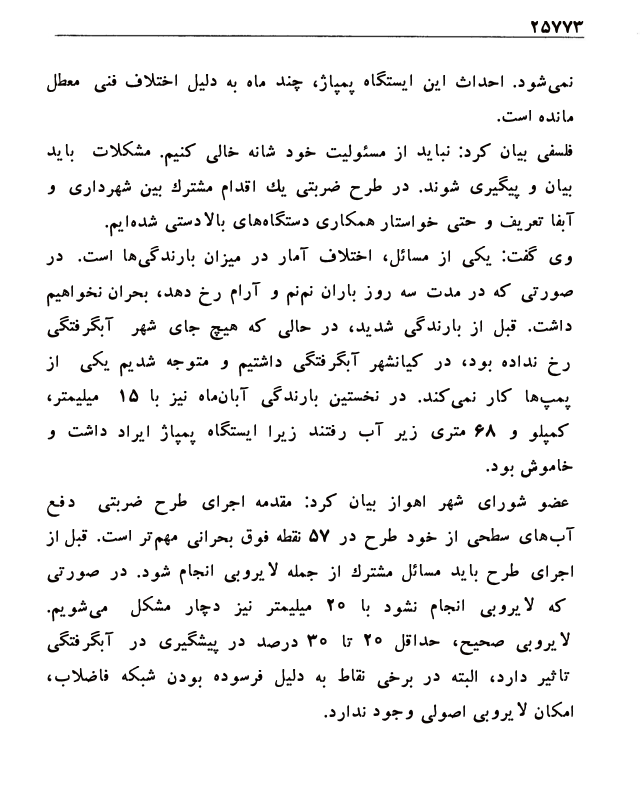 ۲۵۷۷۳
نمی‌شود. احداث این ایستگاه پمپاژ، چند ماه به دلیل اختلاف فنی معطل
مانده است.
فلسفی بیان کرد: نباید از مسئولیت خود شانه خالی کنیم. مشکلات باید
بیان و پیگیری شوند. در طرح ضربتی یك اقدام مشترك بین شهرداری و
آبفا تعریف و حتی خواستار همکاری دستگاه‌های بالادستی شده‌ایم.
وی گفت: یکی از مسائل، اختلاف آمار در میزان بارندگی‌ها است. در
صورتی که در مدت سه روز باران نم‌نم و آرام رخ دهد، بحران نخواهیم
داشت. قبل از بارندگی شدید، در حالی که هیچ جای شهر آبگرفتگی
رخ نداده بود، در کیانشهر آبگرفتگی داشتیم و متوجه شدیم یکی از
پمپ‌ها کار نمی‌کند. در نخستین بارندگی آبان‌ماه نیز با ۱۵ میلیمتر،
کمپلو و ۶۸ متری زیر آب رفتند زیرا ایستگاه پمپاژ ایراد داشت و
خاموش بود.
عضو شورای شهر اهواز بیان کرد: مقدمه اجرای طرح ضربتی دفع
آب‌های سطحی از خود طرح در ۵۷ نقطه فوق بحرانی مهم‌تر است. قبل از
اجرای طرح باید مسائل مشترك از جمله لایروبی انجام شود. در صورتی
که لایروبی انجام نشود با ۲۰ میلیمتر نیز دچار مشکل می‌شویم.
لایروبی صحیح، حداقل ۲۰ تا ۳۰ درصد در پیشگیری در آبگرفتگی
تاثیر دارد، البته در برخی نقاط به دلیل فرسوده بودن شبکه فاضلاب،
امکان لایروبی اصولی وجود ندارد.